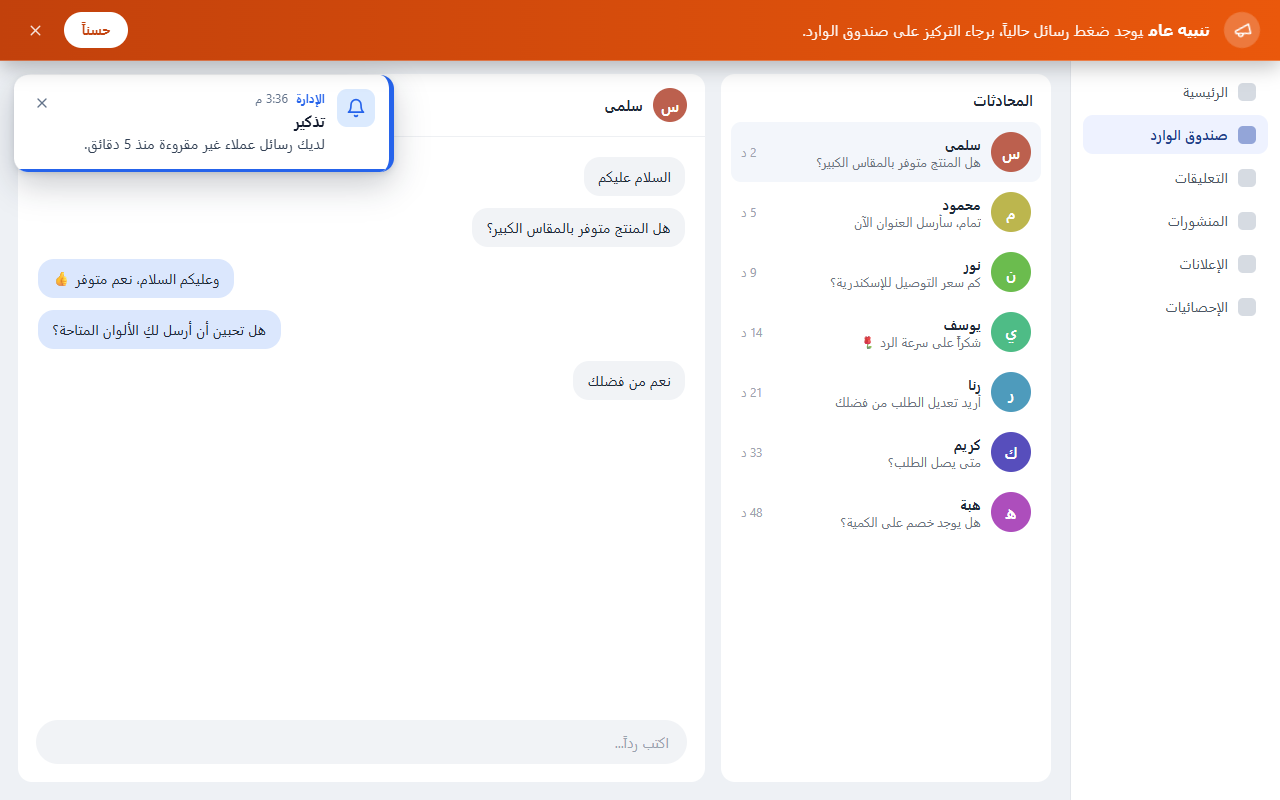 تنبيه عام يوجد ضغط رسائل حالياً، برجاء التركيز على صندوق الوارد.
حسناً
الرئيسية
صندوق الوارد
التعليقات
المنشورات
الإعلانات
الإحصائيات
المحادثات
س
سلمى
2 د
هل المنتج متوفر بالمقاس الكبير؟
م
محمود
5 د
تمام، سأرسل العنوان الآن
ن
نور
9 د
كم سعر التوصيل للإسكندرية؟
ي
يوسف
14 د
شكراً على سرعة الرد 🌹
ر
رنا
21 د
أريد تعديل الطلب من فضلك
ك
كريم
33 د
متى يصل الطلب؟
ه
هبة
48 د
هل يوجد خصم على الكمية؟
س
سلمى
الإدارة 3:36 م
تذكير
لديك رسائل عملاء غير مقروءة منذ 5 دقائق.
السلام عليكم
هل المنتج متوفر بالمقاس الكبير؟
وعليكم السلام، نعم متوفر 👍
هل تحبين أن أرسل لكِ الألوان المتاحة؟
نعم من فضلك
اكتب رداً...